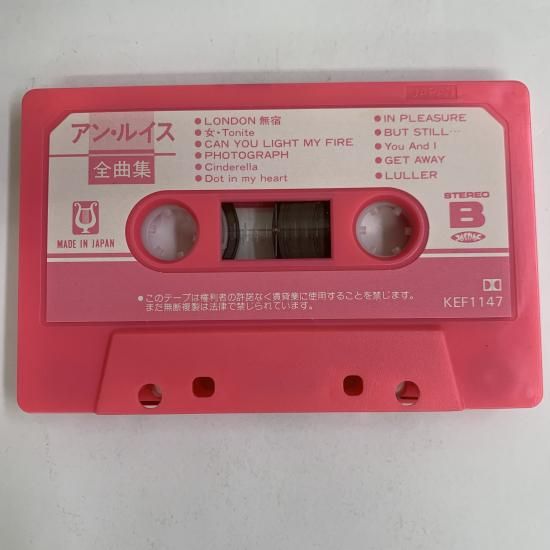 JAPAN
アン・ルイス
全曲集
MADE IN JAPAN
● LONDON 無宿
● 女・Tonite
● CAN YOU LIGHT MY FIRE
● PHOTOGRAPH
● Cinderella
● Dot in my heart
● IN PLEASURE
● BUT STILL…
● You And I
● GET AWAY
● LULLER
STEREO
B
JASRAC
●このテープは権利者の許諾なく賃貸業に使用することを禁じます。
また無断複製は法律で禁じられています。
KEF1147